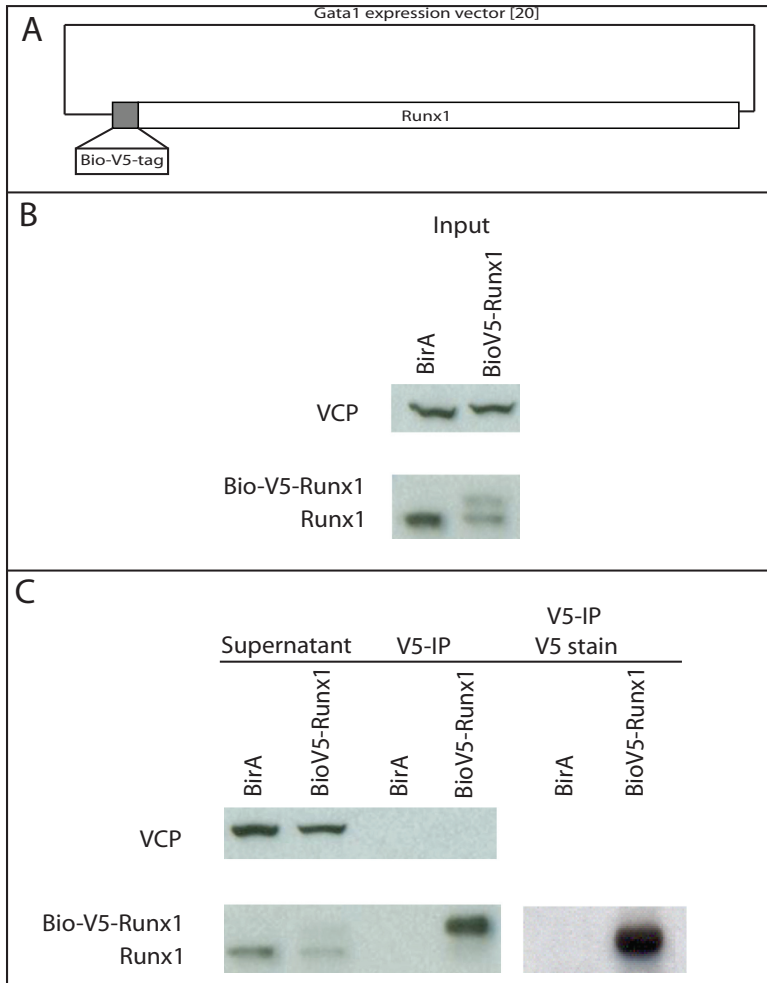 A
Gata1 expression vector [20]
Runx1
Bio-V5-tag
B
Input
BirA
BioV5-Runx1
VCP
Bio-V5-Runx1
Runx1
C
V5-IP
Supernatant V5-IP V5 stain
BirA
BioV5-Runx1
BirA
BioV5-Runx1
BirA
BioV5-Runx1
VCP
Bio-V5-Runx1
Runx1